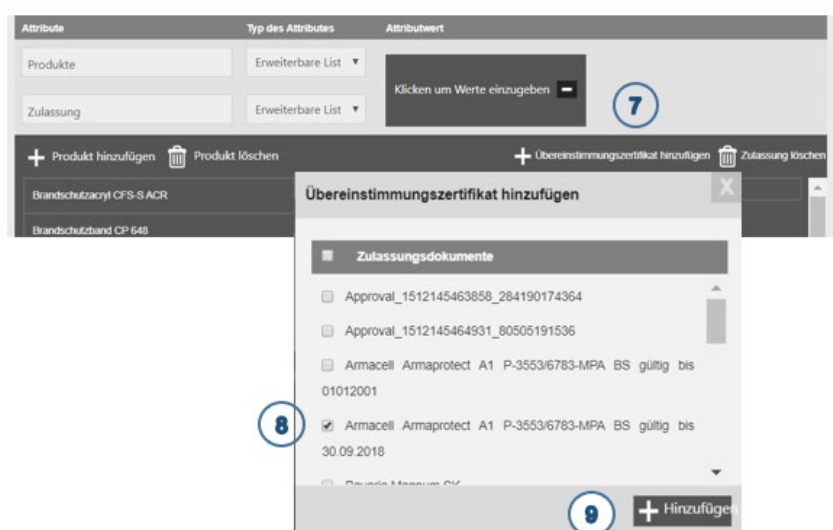 Attribute Typ des Attributes Attributwert
Produkte Erweiterbare List
Klicken um Werte einzugeben
7
Zulassung Erweiterbare List
Produkt hinzufügen Produkt löschen Übereinstimmungszertifikat hinzufügen Zulassung löschen
Brandschutzacryl CFS-S ACR
Übereinstimmungszertifikat hinzufügen X
Brandschutzband CP 648
Zulassungsdokumente
Approval_1512145463858_284190174364
Approval_1512145464931_80505191536
Armacell Armaprotect A1 P-3553/6783-MPA BS gültig bis
01012001
8
Armacell Armaprotect A1 P-3553/6783-MPA BS gültig bis
30.09.2018
9
Hinzufügen